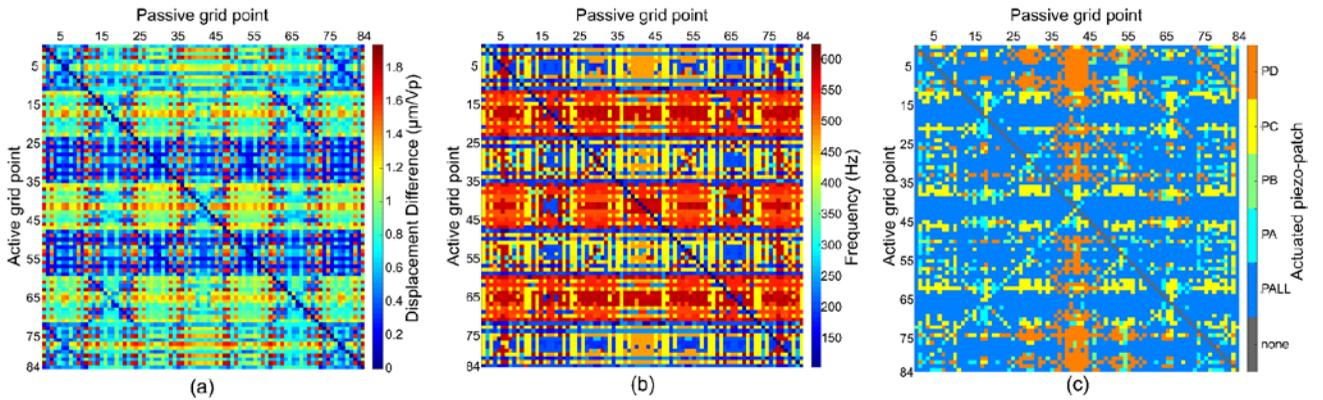 Passive grid point
5 15 25 35 45 55 65 75 84
Active grid point
5
15
25
35
45
55
65
75
84
1.8
1.6
1.4
1.2
1
0.8
0.6
0.4
0.2
0
Displacement Difference (μm/Vp)
(a)
Passive grid point
5 15 25 35 45 55 65 75 84
Active grid point
5
15
25
35
45
55
65
75
84
600
550
500
450
400
350
300
250
200
150
Frequency (Hz)
(b)
Passive grid point
5 15 25 35 45 55 65 75 84
Active grid point
5
15
25
35
45
55
65
75
84
PD
PC
PB
PA
PALL
none
Actuated piezo-patch
(c)